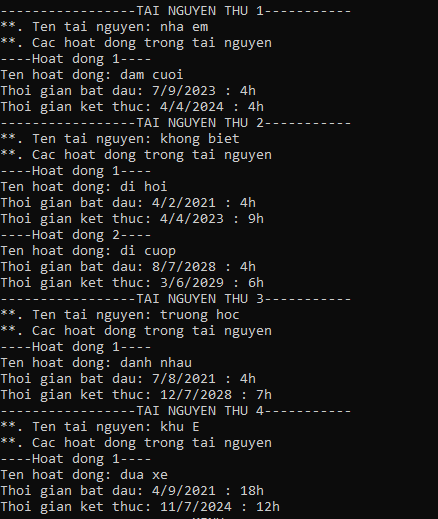 -----------------TAI NGUYEN THU 1-----------
**. Ten tai nguyen: nha em
**. Cac hoat dong trong tai nguyen
----Hoat dong 1----
Ten hoat dong: dam cuoi
Thoi gian bat dau: 7/9/2023 : 4h
Thoi gian ket thuc: 4/4/2024 : 4h
-----------------TAI NGUYEN THU 2-----------
**. Ten tai nguyen: khong biet
**. Cac hoat dong trong tai nguyen
----Hoat dong 1----
Ten hoat dong: di hoi
Thoi gian bat dau: 4/2/2021 : 4h
Thoi gian ket thuc: 4/4/2023 : 9h
----Hoat dong 2----
Ten hoat dong: di cuop
Thoi gian bat dau: 8/7/2028 : 4h
Thoi gian ket thuc: 3/6/2029 : 6h
-----------------TAI NGUYEN THU 3-----------
**. Ten tai nguyen: truong hoc
**. Cac hoat dong trong tai nguyen
----Hoat dong 1----
Ten hoat dong: danh nhau
Thoi gian bat dau: 7/8/2021 : 4h
Thoi gian ket thuc: 12/7/2028 : 7h
-----------------TAI NGUYEN THU 4-----------
**. Ten tai nguyen: khu E
**. Cac hoat dong trong tai nguyen
----Hoat dong 1----
Ten hoat dong: dua xe
Thoi gian bat dau: 4/9/2021 : 18h
Thoi gian ket thuc: 11/7/2024 : 12h